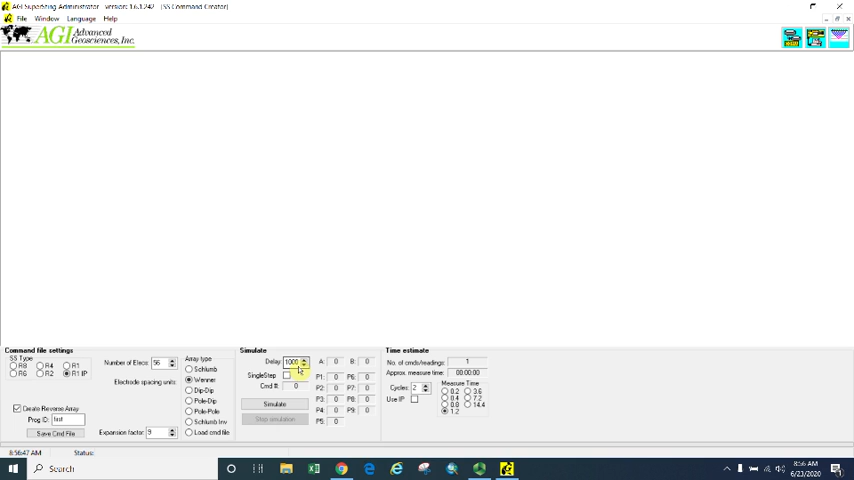 AGI SuperSting Administrator version: 1.6.1.242 - [SS Command Creator]
File Window Language Help
AGI Advanced Geosciences, Inc.
Command file settings
SS Type
R8 R4 R1
R6 R2 R1 IP
Number of Elecs: 56
Electrode spacing units:
Create Reverse Array
Prog ID: first
Save Cmd File
Expansion factor: 9
Array type
Schlumb
Wenner
Dip-Dip
Pole-Dip
Pole-Pole
Schlumb Inv
Load cmd file
Simulate
Delay: 1000
SingleStep
Cmd #: 0
Simulate
Stop simulation
A: 0 B: 0
P1: 0 P6: 0
P2: 0 P7: 0
P3: 0 P8: 0
P4: 0 P9: 0
P5: 0
Time estimate
No. of cmds/readings: 1
Approx. measure time: 00:00:00
Cycles: 2
Use IP
Measure Time
0.2 3.6
0.4 7.2
0.8 14.4
1.2
8:56:47 AM Status:
Search
8:56 AM
6/23/2020